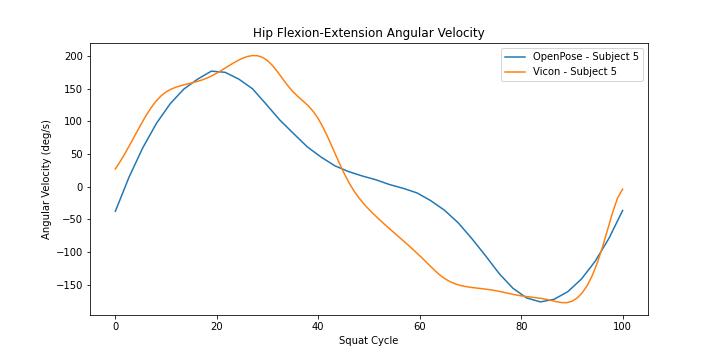 Hip Flexion-Extension Angular Velocity
OpenPose - Subject 5
Vicon - Subject 5
200
150
100
50
0
−50
−100
−150
Angular Velocity (deg/s)
0 20 40 60 80 100
Squat Cycle